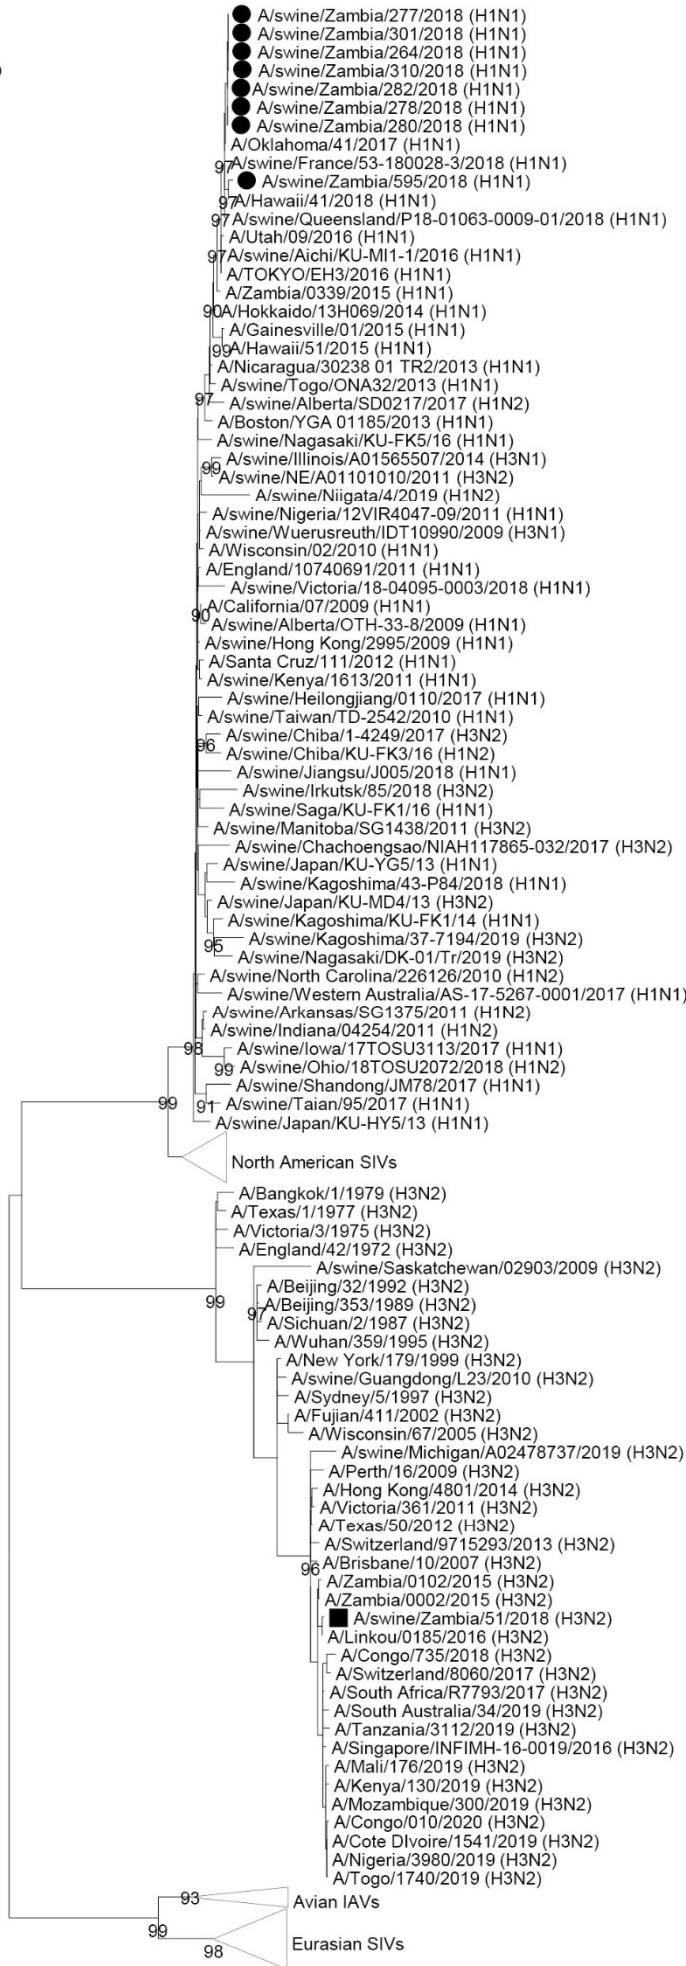 A/swine/Zambia/277/2018 (H1N1)
A/swine/Zambia/301/2018 (H1N1)
A/swine/Zambia/264/2018 (H1N1)
A/swine/Zambia/310/2018 (H1N1)
A/swine/Zambia/282/2018 (H1N1)
A/swine/Zambia/278/2018 (H1N1)
A/swine/Zambia/280/2018 (H1N1)
A/Oklahoma/41/2017 (H1N1)
97 A/swine/France/53-180028-3/2018 (H1N1)
A/swine/Zambia/595/2018 (H1N1)
97 A/Hawaii/41/2018 (H1N1)
97 A/swine/Queensland/P18-01063-0009-01/2018 (H1N1)
A/Utah/09/2016 (H1N1)
97 A/swine/Aichi/KU-MI1-1/2016 (H1N1)
A/TOKYO/EH3/2016 (H1N1)
A/Zambia/0339/2015 (H1N1)
90 A/Hokkaido/13H069/2014 (H1N1)
A/Gainesville/01/2015 (H1N1)
99 A/Hawaii/51/2015 (H1N1)
A/Nicaragua/30238 01 TR2/2013 (H1N1)
A/swine/Togo/ONA32/2013 (H1N1)
97 A/swine/Alberta/SD0217/2017 (H1N2)
A/Boston/YGA 01185/2013 (H1N1)
A/swine/Nagasaki/KU-FK5/16 (H1N1)
A/swine/Illinois/A01565507/2014 (H3N1)
99 A/swine/NE/A01101010/2011 (H3N2)
A/swine/Niigata/4/2019 (H1N2)
A/swine/Nigeria/12VIR4047-09/2011 (H1N1)
A/swine/Wuerusreuth/IDT10990/2009 (H3N1)
A/Wisconsin/02/2010 (H1N1)
A/England/10740691/2011 (H1N1)
A/swine/Victoria/18-04095-0003/2018 (H1N1)
90 A/California/07/2009 (H1N1)
A/swine/Alberta/OTH-33-8/2009 (H1N1)
A/swine/Hong Kong/2995/2009 (H1N1)
A/Santa Cruz/111/2012 (H1N1)
A/swine/Kenya/1613/2011 (H1N1)
A/swine/Heilongjiang/0110/2017 (H1N1)
A/swine/Taiwan/TD-2542/2010 (H1N1)
96 A/swine/Chiba/1-4249/2017 (H3N2)
A/swine/Chiba/KU-FK3/16 (H1N2)
A/swine/Jiangsu/J005/2018 (H1N1)
A/swine/Irkutsk/85/2018 (H3N2)
A/swine/Saga/KU-FK1/16 (H1N1)
A/swine/Manitoba/SG1438/2011 (H3N2)
A/swine/Chachoengsao/NIAH117865-032/2017 (H3N2)
A/swine/Japan/KU-YG5/13 (H1N1)
A/swine/Kagoshima/43-P84/2018 (H1N1)
A/swine/Japan/KU-MD4/13 (H3N2)
A/swine/Kagoshima/KU-FK1/14 (H1N1)
95 A/swine/Kagoshima/37-7194/2019 (H3N2)
A/swine/Nagasaki/DK-01/Tr/2019 (H3N2)
A/swine/North Carolina/226126/2010 (H1N2)
A/swine/Western Australia/AS-17-5267-0001/2017 (H1N1)
A/swine/Arkansas/SG1375/2011 (H1N2)
A/swine/Indiana/04254/2011 (H1N2)
98 A/swine/Iowa/17TOSU3113/2017 (H1N1)
99 A/swine/Ohio/18TOSU2072/2018 (H1N2)
A/swine/Shandong/JM78/2017 (H1N1)
99 91 A/swine/Taian/95/2017 (H1N1)
A/swine/Japan/KU-HY5/13 (H1N1)
North American SIVs
A/Bangkok/1/1979 (H3N2)
A/Texas/1/1977 (H3N2)
A/Victoria/3/1975 (H3N2)
A/England/42/1972 (H3N2)
A/swine/Saskatchewan/02903/2009 (H3N2)
A/Beijing/32/1992 (H3N2)
99 97 A/Beijing/353/1989 (H3N2)
A/Sichuan/2/1987 (H3N2)
A/Wuhan/359/1995 (H3N2)
A/New York/179/1999 (H3N2)
A/swine/Guangdong/L23/2010 (H3N2)
A/Sydney/5/1997 (H3N2)
A/Fujian/411/2002 (H3N2)
A/Wisconsin/67/2005 (H3N2)
A/swine/Michigan/A02478737/2019 (H3N2)
A/Perth/16/2009 (H3N2)
A/Hong Kong/4801/2014 (H3N2)
A/Victoria/361/2011 (H3N2)
A/Texas/50/2012 (H3N2)
A/Switzerland/9715293/2013 (H3N2)
96 A/Brisbane/10/2007 (H3N2)
A/Zambia/0102/2015 (H3N2)
A/Zambia/0002/2015 (H3N2)
A/swine/Zambia/51/2018 (H3N2)
A/Linkou/0185/2016 (H3N2)
A/Congo/735/2018 (H3N2)
A/Switzerland/8060/2017 (H3N2)
A/South Africa/R7793/2017 (H3N2)
A/South Australia/34/2019 (H3N2)
A/Tanzania/3112/2019 (H3N2)
A/Singapore/INFIMH-16-0019/2016 (H3N2)
A/Mali/176/2019 (H3N2)
A/Kenya/130/2019 (H3N2)
A/Mozambique/300/2019 (H3N2)
A/Congo/010/2020 (H3N2)
A/Cote DIvoire/1541/2019 (H3N2)
A/Nigeria/3980/2019 (H3N2)
A/Togo/1740/2019 (H3N2)
93 Avian IAVs
99
98 Eurasian SIVs